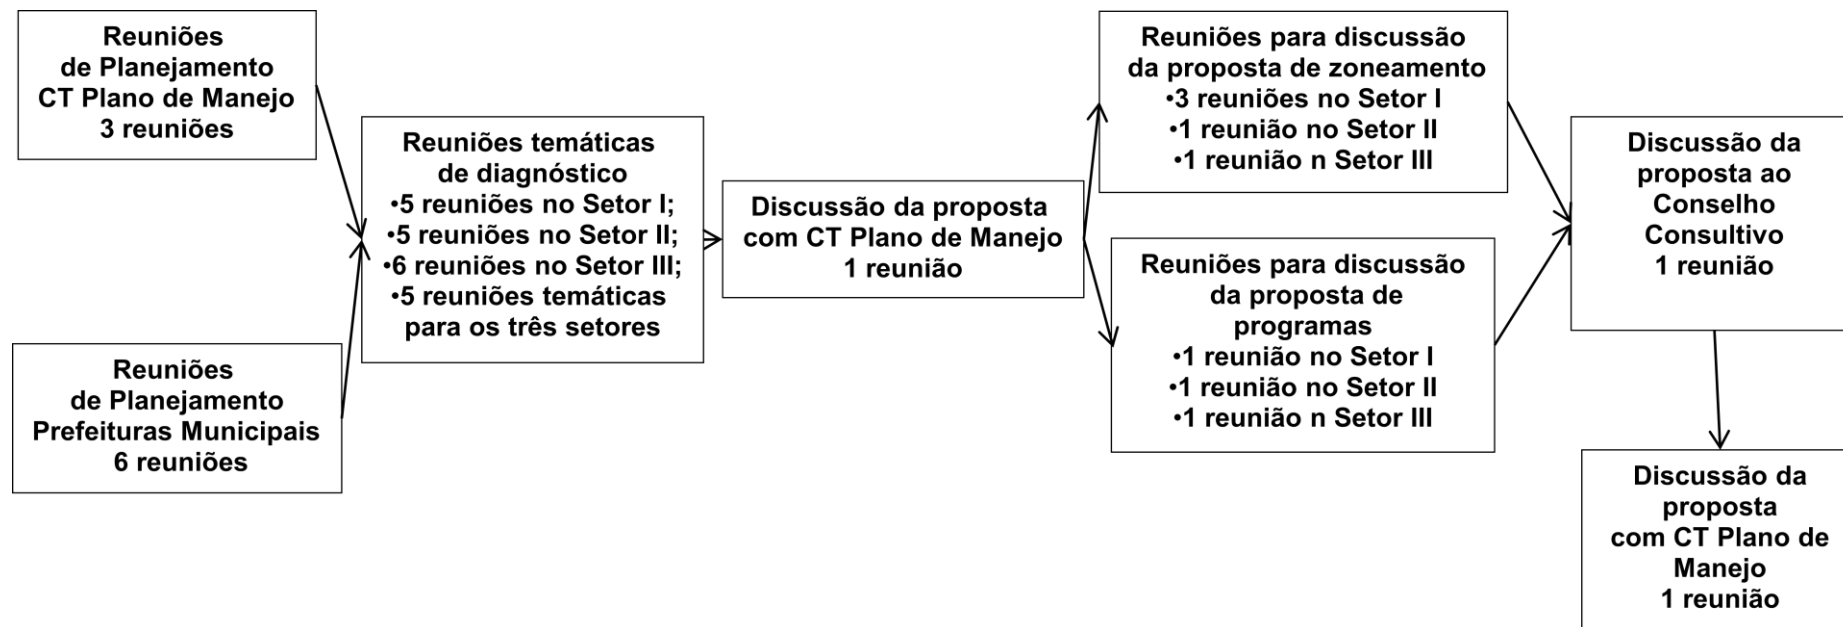 Reuniões
de Planejamento
CT Plano de Manejo
3 reuniões
Reuniões
de Planejamento
Prefeituras Municipais
6 reuniões
Reuniões temáticas
de diagnóstico
•5 reuniões no Setor I;
•5 reuniões no Setor II;
•6 reuniões no Setor III;
•5 reuniões temáticas
para os três setores
Discussão da proposta
com CT Plano de Manejo
1 reunião
Reuniões para discussão
da proposta de zoneamento
•3 reuniões no Setor I
•1 reunião no Setor II
•1 reunião n Setor III
Reuniões para discussão
da proposta de
programas
•1 reunião no Setor I
•1 reunião no Setor II
•1 reunião n Setor III
Discussão da
proposta ao
Conselho
Consultivo
1 reunião
Discussão da
proposta
com CT Plano de
Manejo
1 reunião